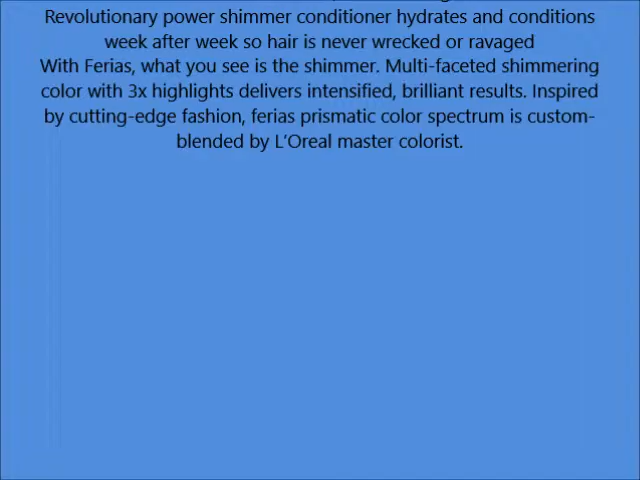 Revolutionary power shimmer conditioner hydrates and conditions
week after week so hair is never wrecked or ravaged
With Ferias, what you see is the shimmer. Multi-faceted shimmering
color with 3x highlights delivers intensified, brilliant results. Inspired
by cutting-edge fashion, ferias prismatic color spectrum is custom-
blended by L’Oreal master colorist.